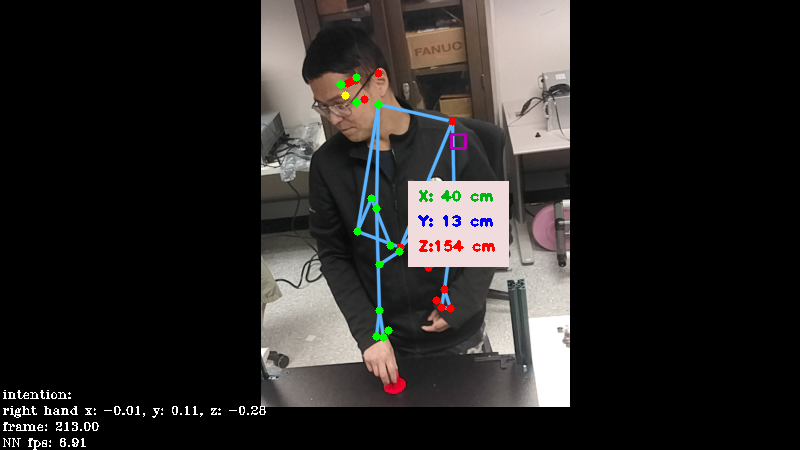 FANUC
X: 40 cm
Y: 13 cm
Z:154 cm
intention:
right hand x: -0.01, y: 0.11, z: -0.28
frame: 213.00
NN fps: 6.91